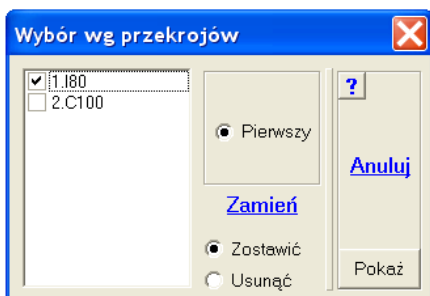 Wybór wg przekrojów
1.I80
2.C100
Pierwszy
Zamień
Zostawić
Usunąć
?
Anuluj
Pokaż